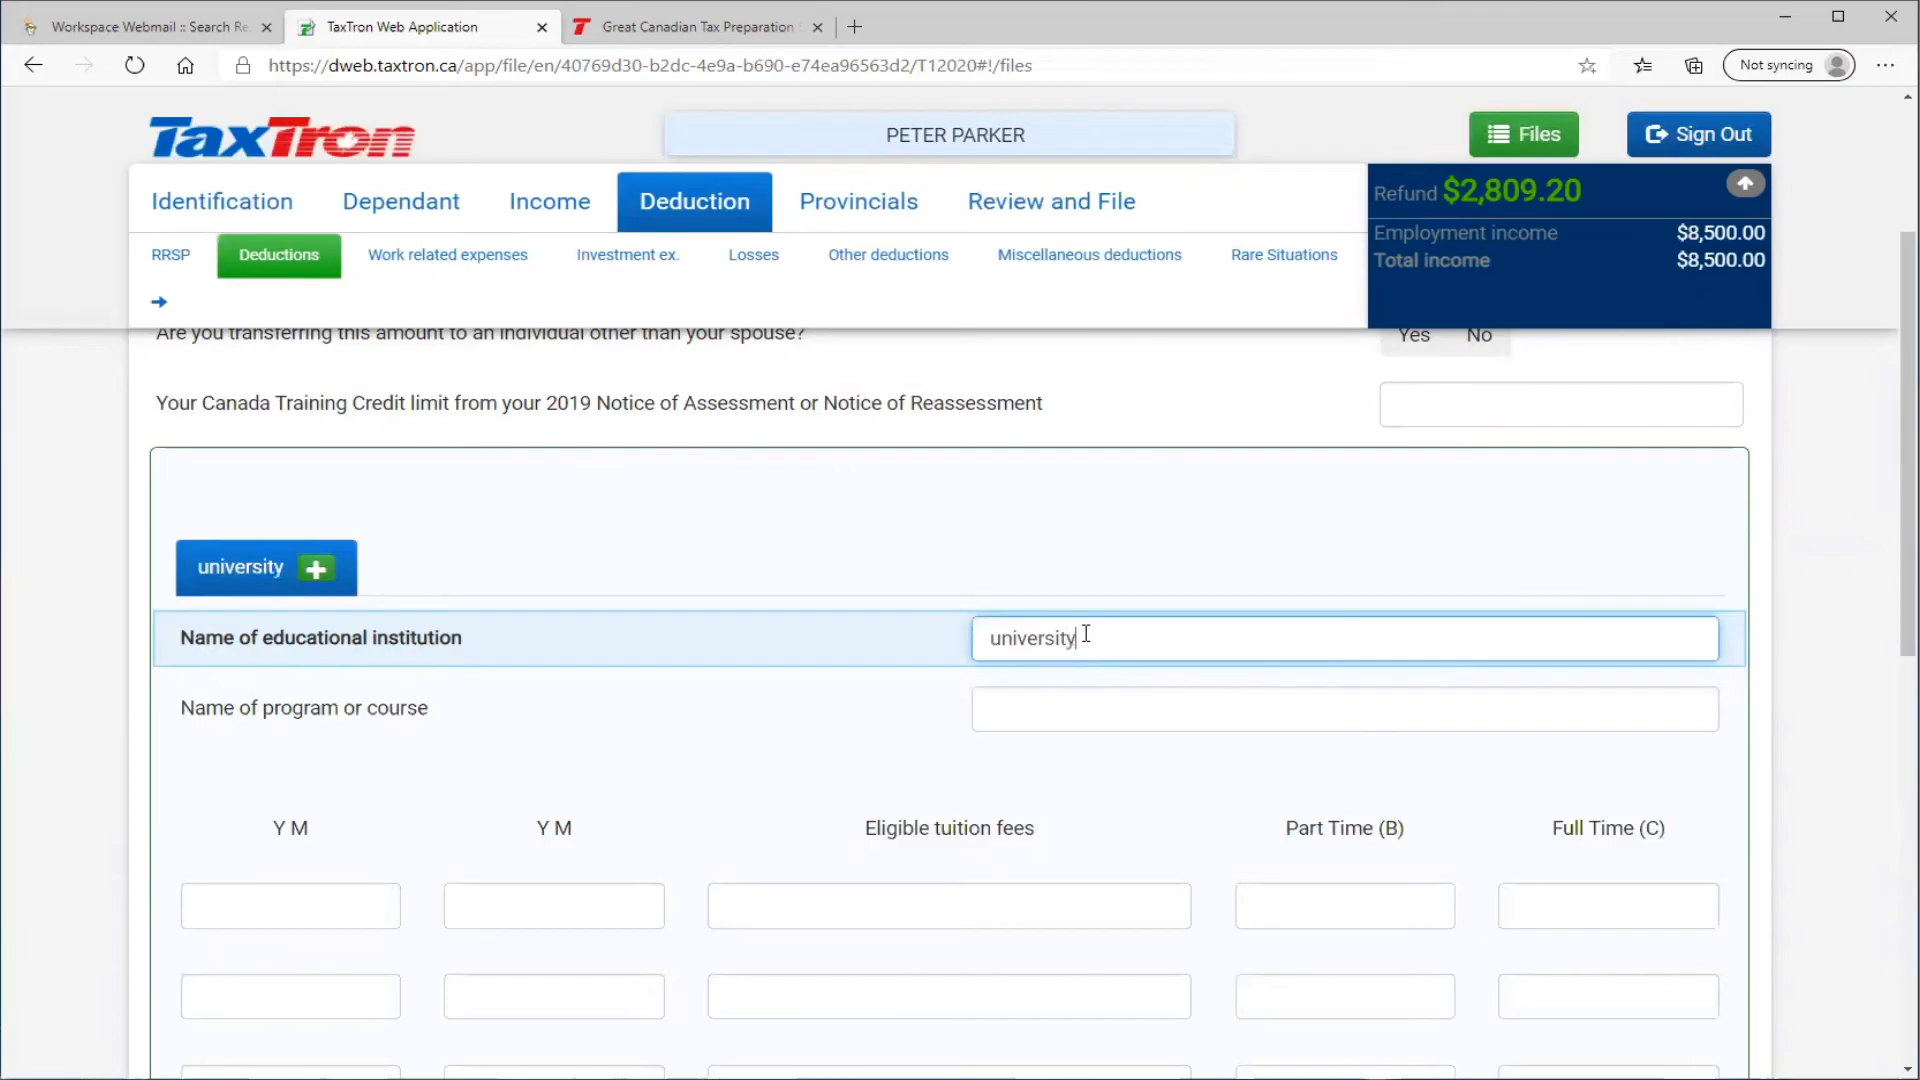 Workspace Webmail :: Search Re
TaxTron Web Application
Great Canadian Tax Preparation
https://dweb.taxtron.ca/app/file/en/40769d30-b2dc-4e9a-b690-e74ea96563d2/T12020#!/files
Not syncing
TaxTron
PETER PARKER
Files
Sign Out
Identification
Dependant
Income
Deduction
Provincials
Review and File
Refund $2,809.20
Employment income $8,500.00
Total income $8,500.00
RRSP
Deductions
Work related expenses
Investment ex.
Losses
Other deductions
Miscellaneous deductions
Rare Situations
Are you transferring this amount to an individual other than your spouse?
Yes No
Your Canada Training Credit limit from your 2019 Notice of Assessment or Notice of Reassessment
university
Name of educational institution
university
Name of program or course
Y M
Y M
Eligible tuition fees
Part Time (B)
Full Time (C)